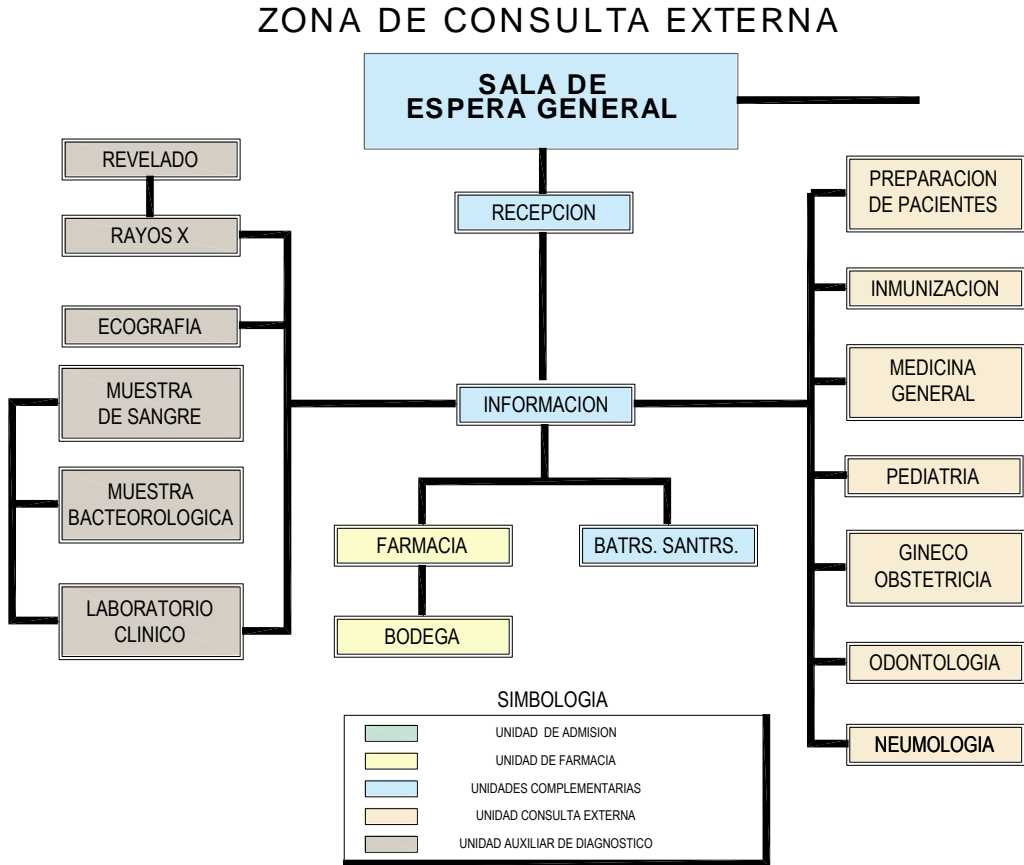 ZONA DE CONSULTA EXTERNA
SALA DE
ESPERA GENERAL
REVELADO
RAYOS X
ECOGRAFIA
MUESTRA
DE SANGRE
MUESTRA
BACTEOROLOGICA
LABORATORIO
CLINICO
RECEPCION
INFORMACION
FARMACIA
BATRS. SANTRS.
BODEGA
PREPARACION
DE PACIENTES
INMUNIZACION
MEDICINA
GENERAL
PEDIATRIA
GINECO
OBSTETRICIA
ODONTOLOGIA
NEUMOLOGIA
SIMBOLOGIA
UNIDAD DE ADMISION
UNIDAD DE FARMACIA
UNIDADES COMPLEMENTARIAS
UNIDAD CONSULTA EXTERNA
UNIDAD AUXILIAR DE DIAGNOSTICO